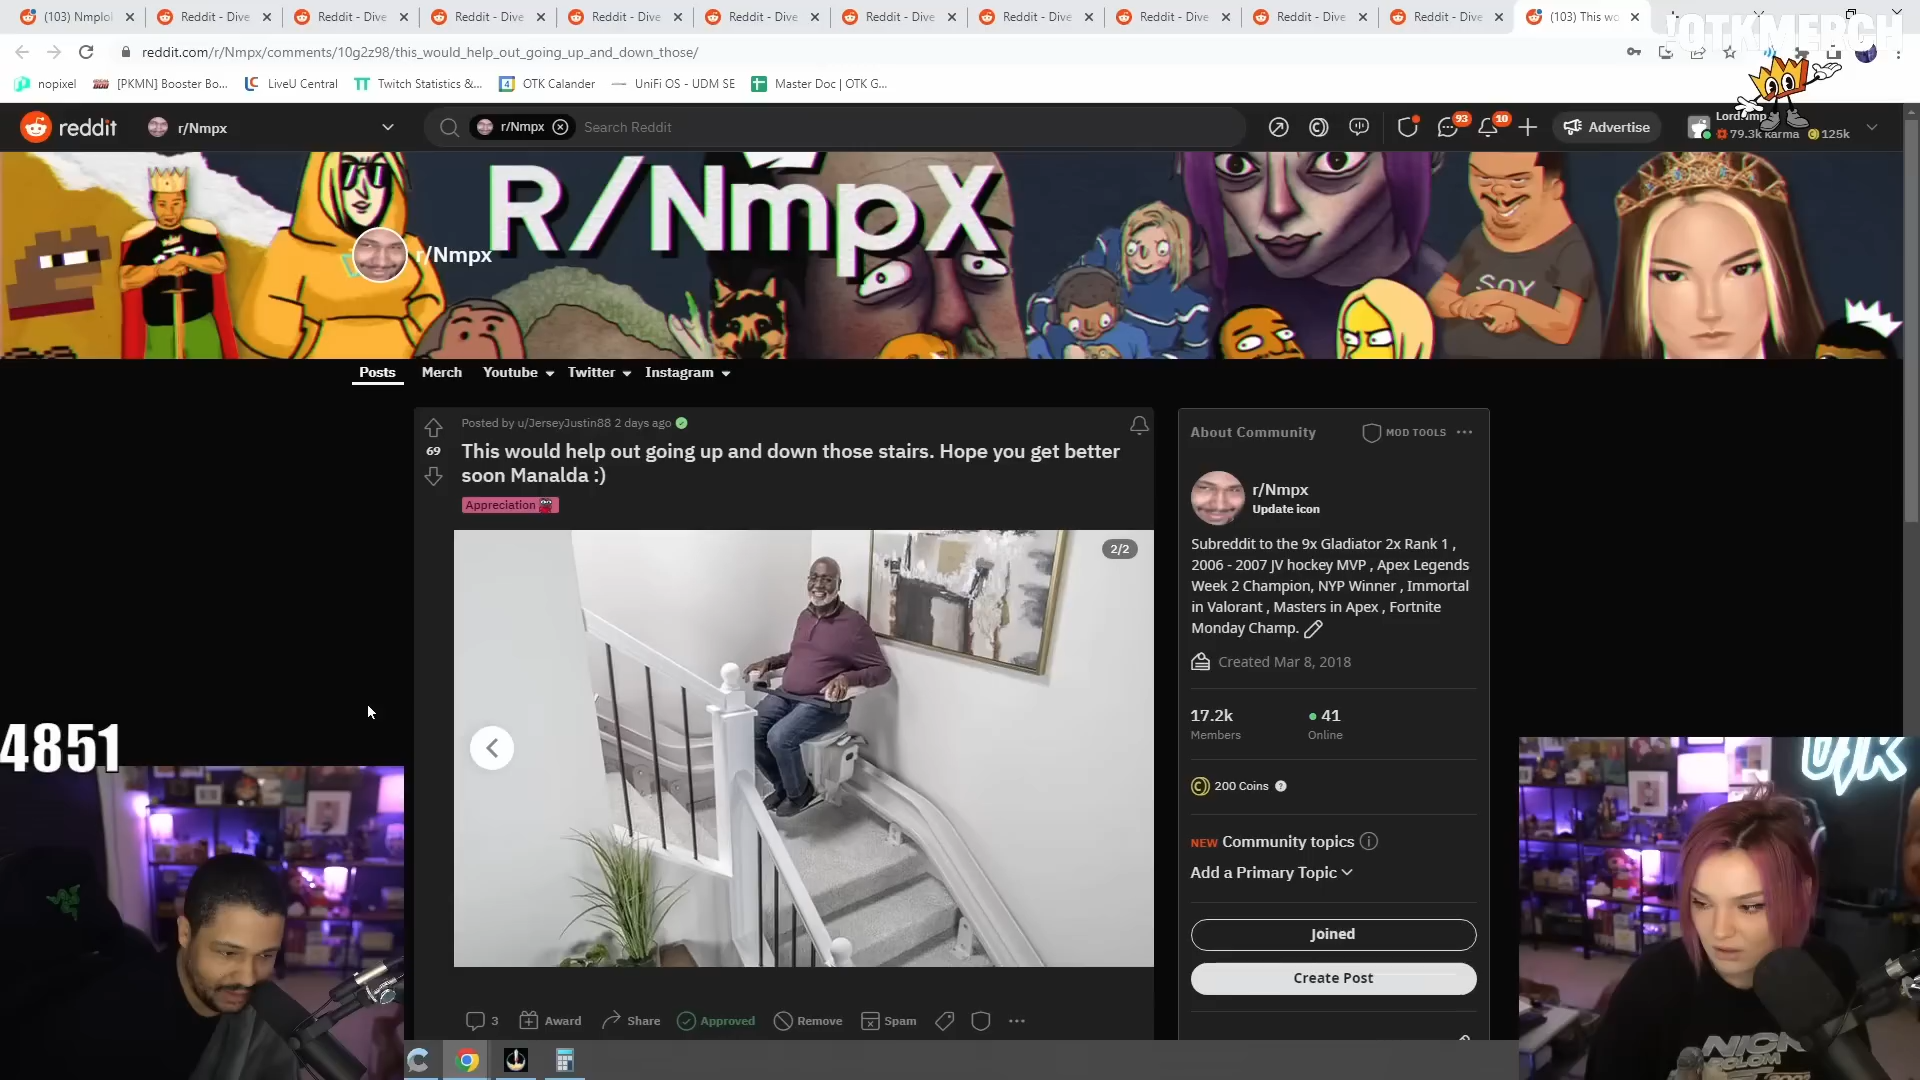 (103) Nmplol
Reddit - Dive
Reddit - Dive
Reddit - Dive
Reddit - Dive
Reddit - Dive
Reddit - Dive
Reddit - Dive
Reddit - Dive
Reddit - Dive
Reddit - Dive
(103) This wo
!OTKMERCH
reddit.com/r/Nmpx/comments/10g2z98/this_would_help_out_going_up_and_down_those/
nopixel
[PKMN] Booster Bo...
LiveU Central
Twitch Statistics &...
OTK Calander
UniFi OS - UDM SE
Master Doc | OTK G...
reddit
r/Nmpx
r/Nmpx
Search Reddit
93
10
Advertise
79.3k karma
125k
R/NmpX
SOY
r/Nmpx
Posts
Merch
Youtube
Twitter
Instagram
Posted by u/JerseyJustin88 2 days ago
69
This would help out going up and down those stairs. Hope you get better
soon Manalda :)
Appreciation
2/2
3
Award
Share
Approved
Remove
Spam
About Community
MOD TOOLS
r/Nmpx
Update icon
Subreddit to the 9x Gladiator 2x Rank 1 ,
2006 - 2007 JV hockey MVP , Apex Legends
Week 2 Champion, NYP Winner , Immortal
in Valorant , Masters in Apex , Fortnite
Monday Champ.
Created Mar 8, 2018
17.2k
41
Members
Online
200 Coins
NEW Community topics
Add a Primary Topic
Joined
Create Post
4851
OTK